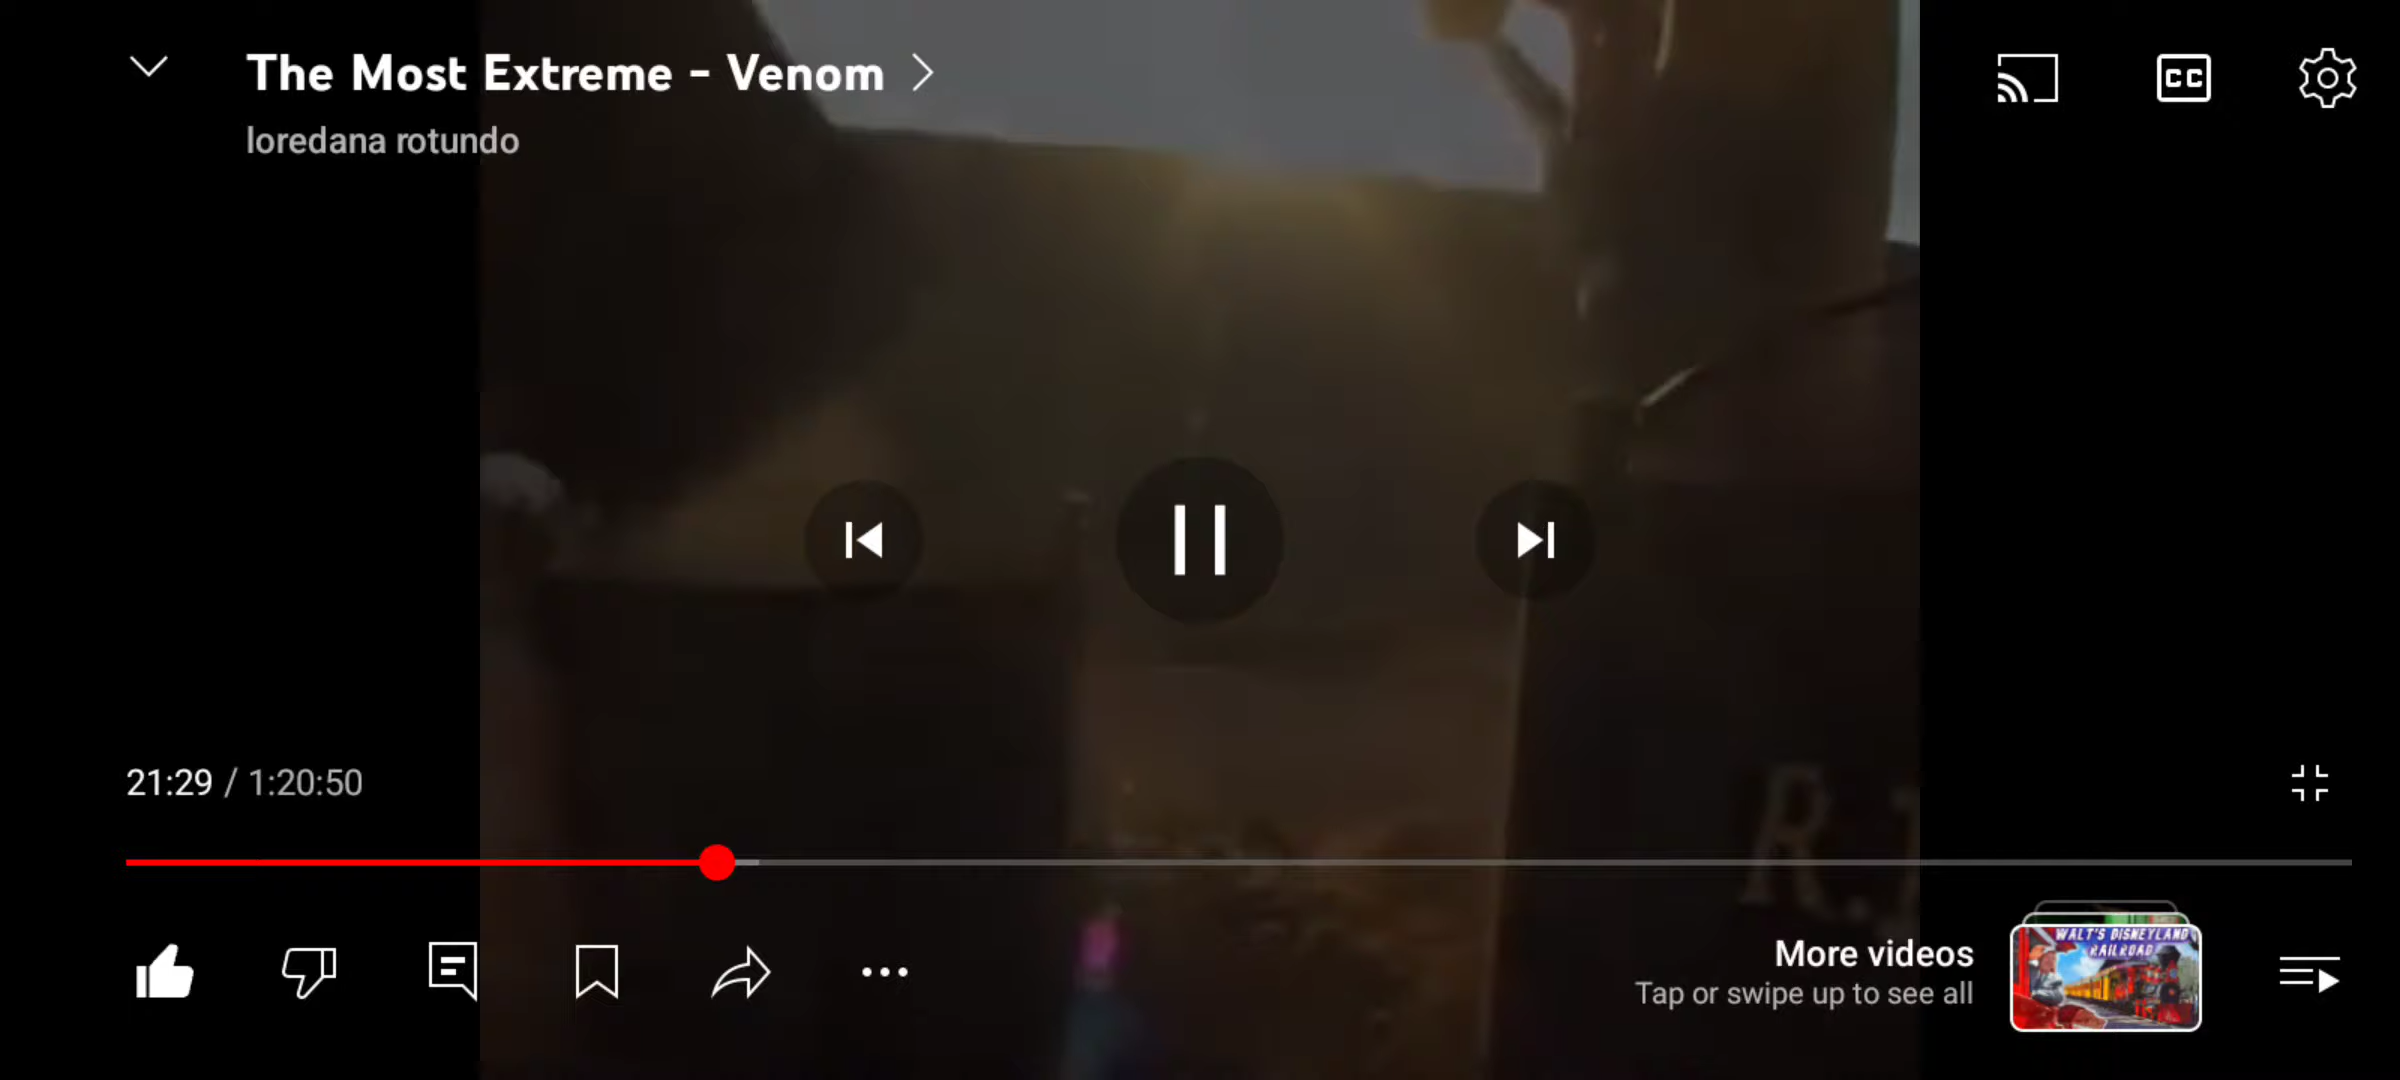 The Most Extreme - Venom
loredana rotundo
CC
21:29 / 1:20:50
R.
More videos
Tap or swipe up to see all
WALT'S DISNEYLAND
RAILROAD